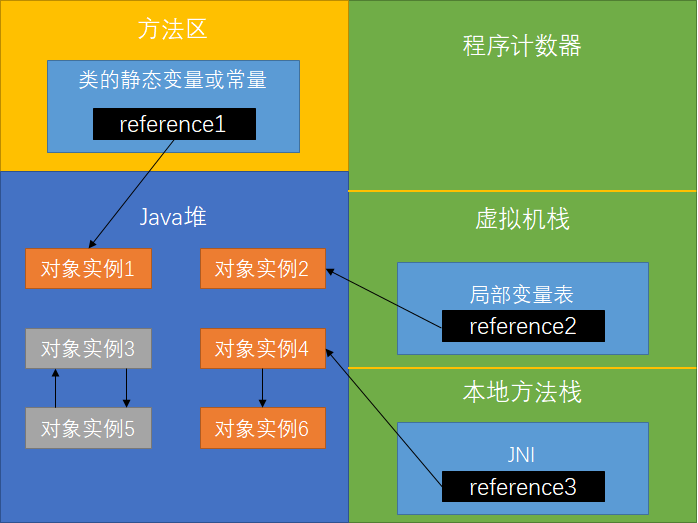 方法区
类的静态变量或常量
reference1
程序计数器
Java堆
对象实例1
对象实例2
对象实例3
对象实例4
对象实例5
对象实例6
虚拟机栈
局部变量表
reference2
本地方法栈
JNI
reference3